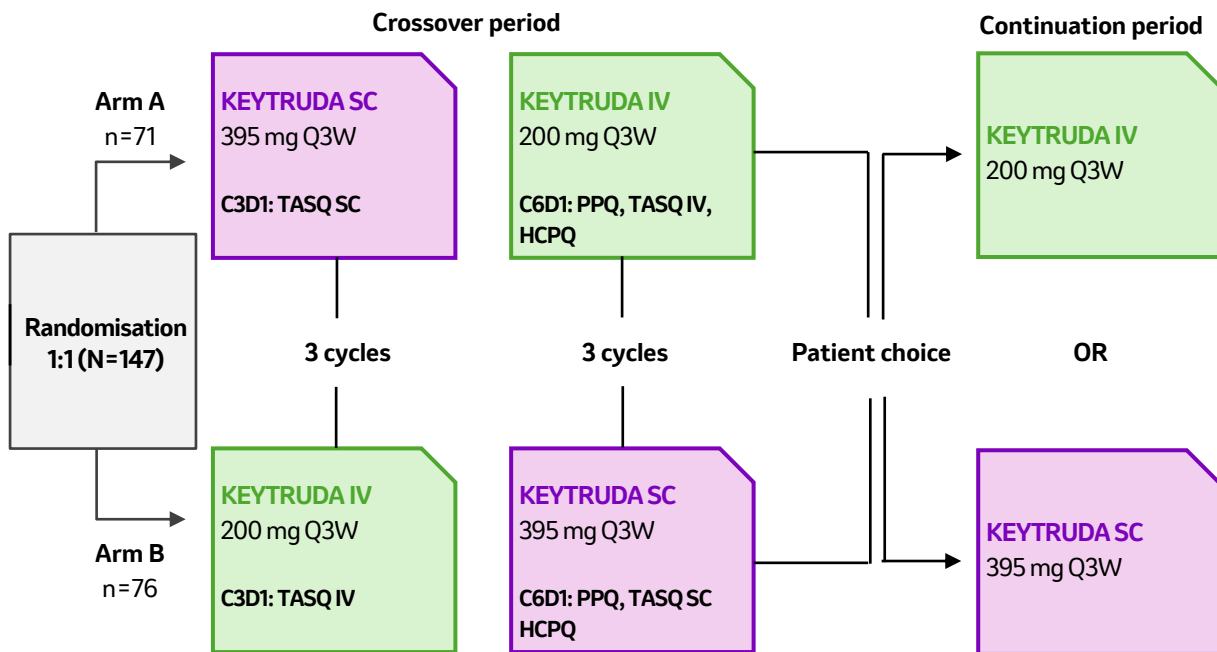 Crossover period
Continuation period
Arm A
n=71
KEYTRUDA SC
395 mg Q3W
C3D1: TASQ SC
KEYTRUDA IV
200 mg Q3W
C6D1: PPQ, TASQ IV,
HCPQ
KEYTRUDA IV
200 mg Q3W
Randomisation
1:1 (N=147)
3 cycles
3 cycles
Patient choice
OR
Arm B
n=76
KEYTRUDA IV
200 mg Q3W
C3D1: TASQ IV
KEYTRUDA SC
395 mg Q3W
C6D1: PPQ, TASQ SC
HCPQ
KEYTRUDA SC
395 mg Q3W